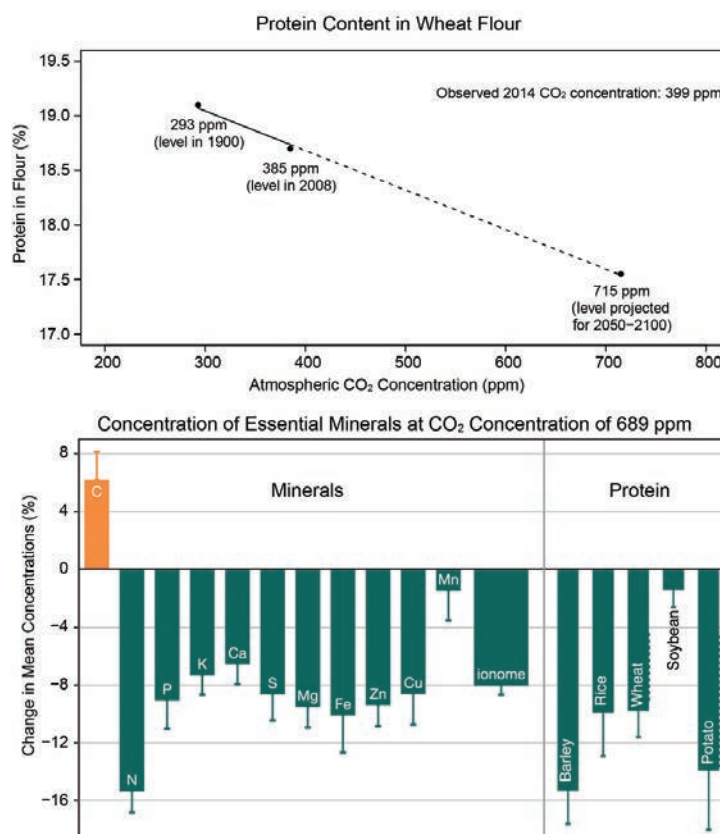 Protein Content in Wheat Flour
19.5
19.0
18.5
18.0
17.5
17.0
Protein in Flour (%)
Observed 2014 CO₂ concentration: 399 ppm
293 ppm
(level in 1900)
385 ppm
(level in 2008)
715 ppm
(level projected
for 2050–2100)
200
300
400
500
600
700
800
Atmospheric CO₂ Concentration (ppm)
Concentration of Essential Minerals at CO₂ Concentration of 689 ppm
8
4
0
−4
−8
−12
−16
Change in Mean Concentrations (%)
Minerals
Protein
C
N
P
K
Ca
S
Mg
Fe
Zn
Cu
Mn
ionome
Barley
Rice
Wheat
Soybean
Potato